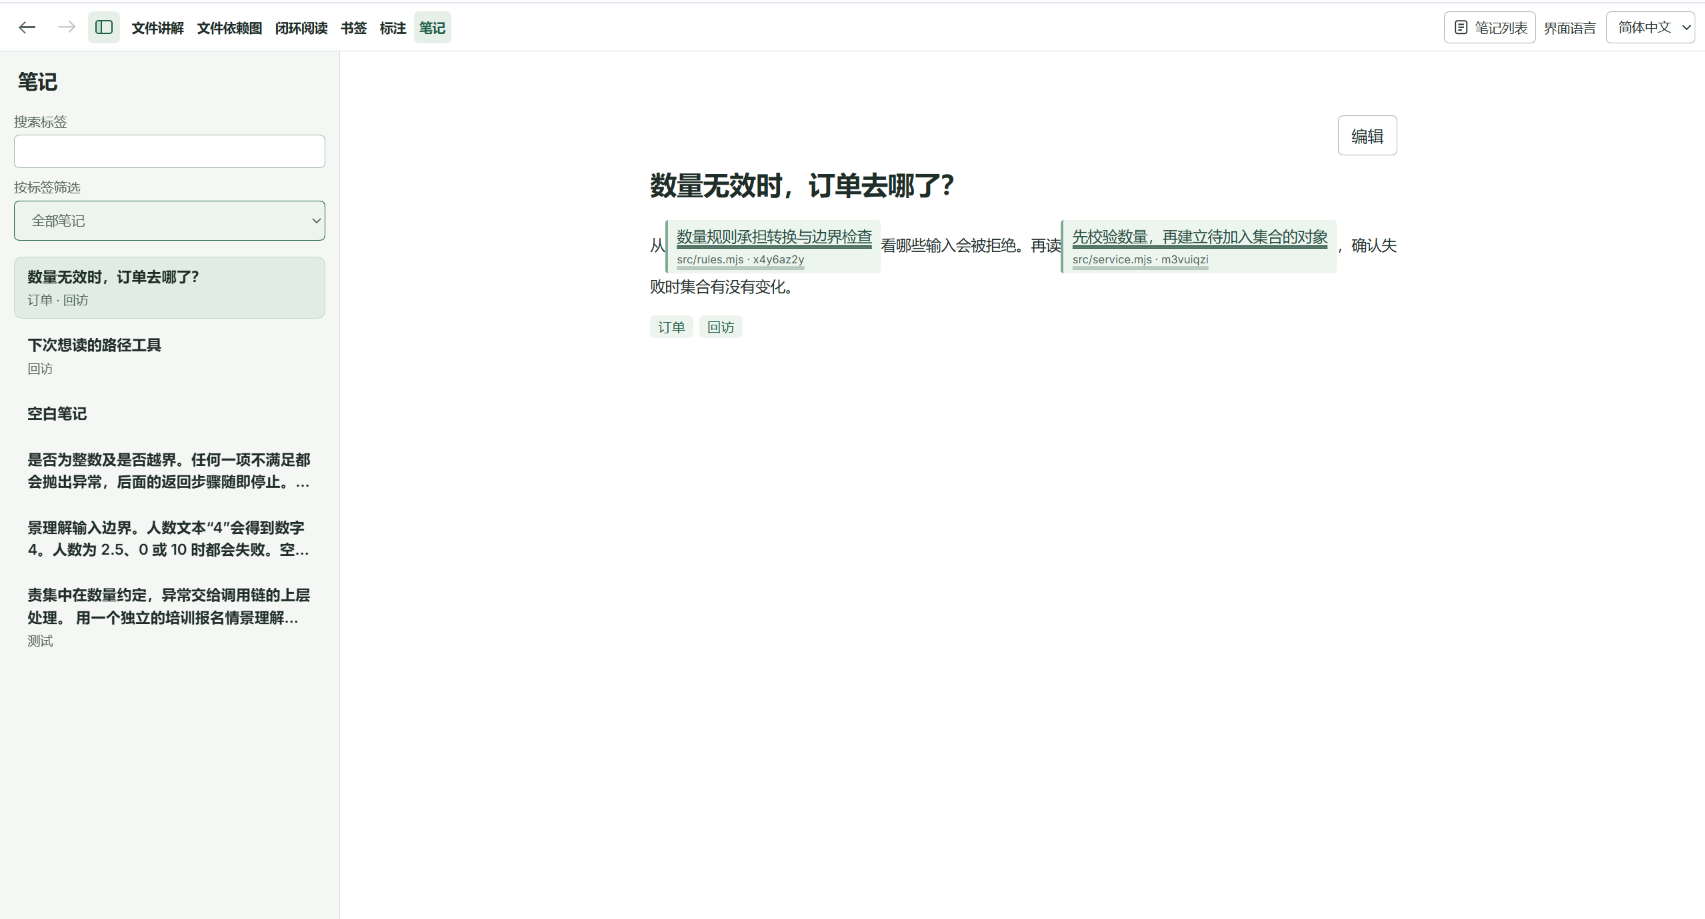 文件讲解 文件依赖图 闭环阅读 书签 标注 笔记 笔记列表 界面语言 简体中文
笔记
搜索标签
按标签筛选
全部笔记
数量无效时，订单去哪了？
订单 · 回访
下次想读的路径工具
回访
空白笔记
是否为整数及是否越界。任何一项不满足都
会抛出异常，后面的返回步骤随即停止。...
景理解输入边界。人数文本“4”会得到数字
4。人数为 2.5、0 或 10 时都会失败。空...
责集中在数量约定，异常交给调用链的上层
处理。 用一个独立的培训报名情景理解...
测试
编辑
数量无效时，订单去哪了？
从 数量规则承担转换与边界检查 看哪些输入会被拒绝。再读 先校验数量，再建立待加入集合的对象 ，确认失
src/rules.mjs · x4y6az2y src/service.mjs · m3vuiqzi
败时集合有没有变化。
订单 回访